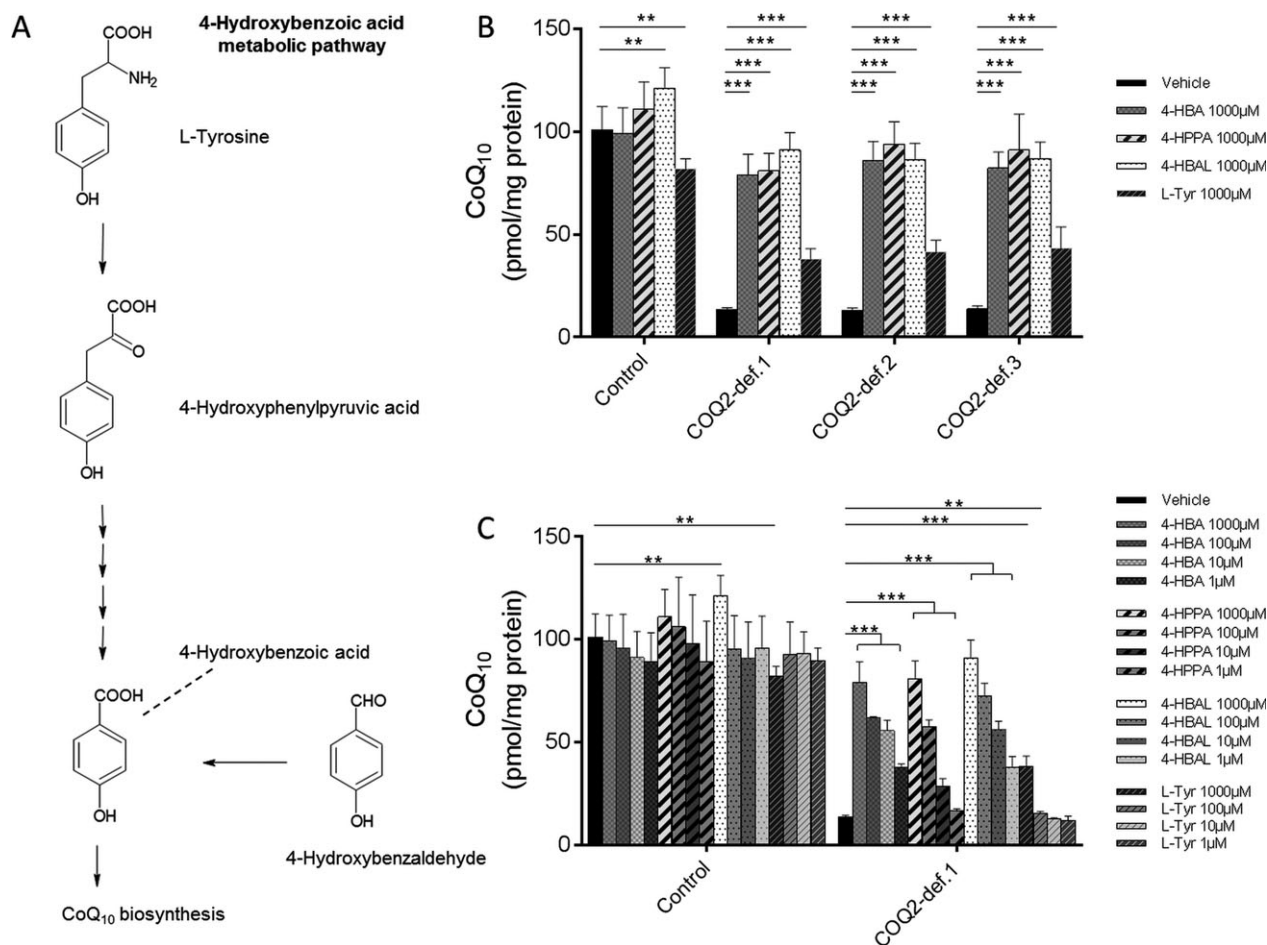 A
4-Hydroxybenzoic acid
metabolic pathway
COOH
NH2
L-Tyrosine
OH
COOH
O
4-Hydroxyphenylpyruvic acid
OH
4-Hydroxybenzoic acid
COOH
CHO
OH
OH
4-Hydroxybenzaldehyde
CoQ10 biosynthesis
B
CoQ10
(pmol/mg protein)
150
100
50
0
** ***  ***  ***
** ***  ***  ***
***  ***  ***
***  ***  ***
Control
COQ2-def.1
COQ2-def.2
COQ2-def.3
Vehicle
4-HBA 1000µM
4-HPPA 1000µM
4-HBAL 1000µM
L-Tyr 1000µM
C
CoQ10
(pmol/mg protein)
150
100
50
0
**
**
**
***
***
***
***
Control
COQ2-def.1
Vehicle
4-HBA 1000µM
4-HBA 100µM
4-HBA 10µM
4-HBA 1µM
4-HPPA 1000µM
4-HPPA 100µM
4-HPPA 10µM
4-HPPA 1µM
4-HBAL 1000µM
4-HBAL 100µM
4-HBAL 10µM
4-HBAL 1µM
L-Tyr 1000µM
L-Tyr 100µM
L-Tyr 10µM
L-Tyr 1µM